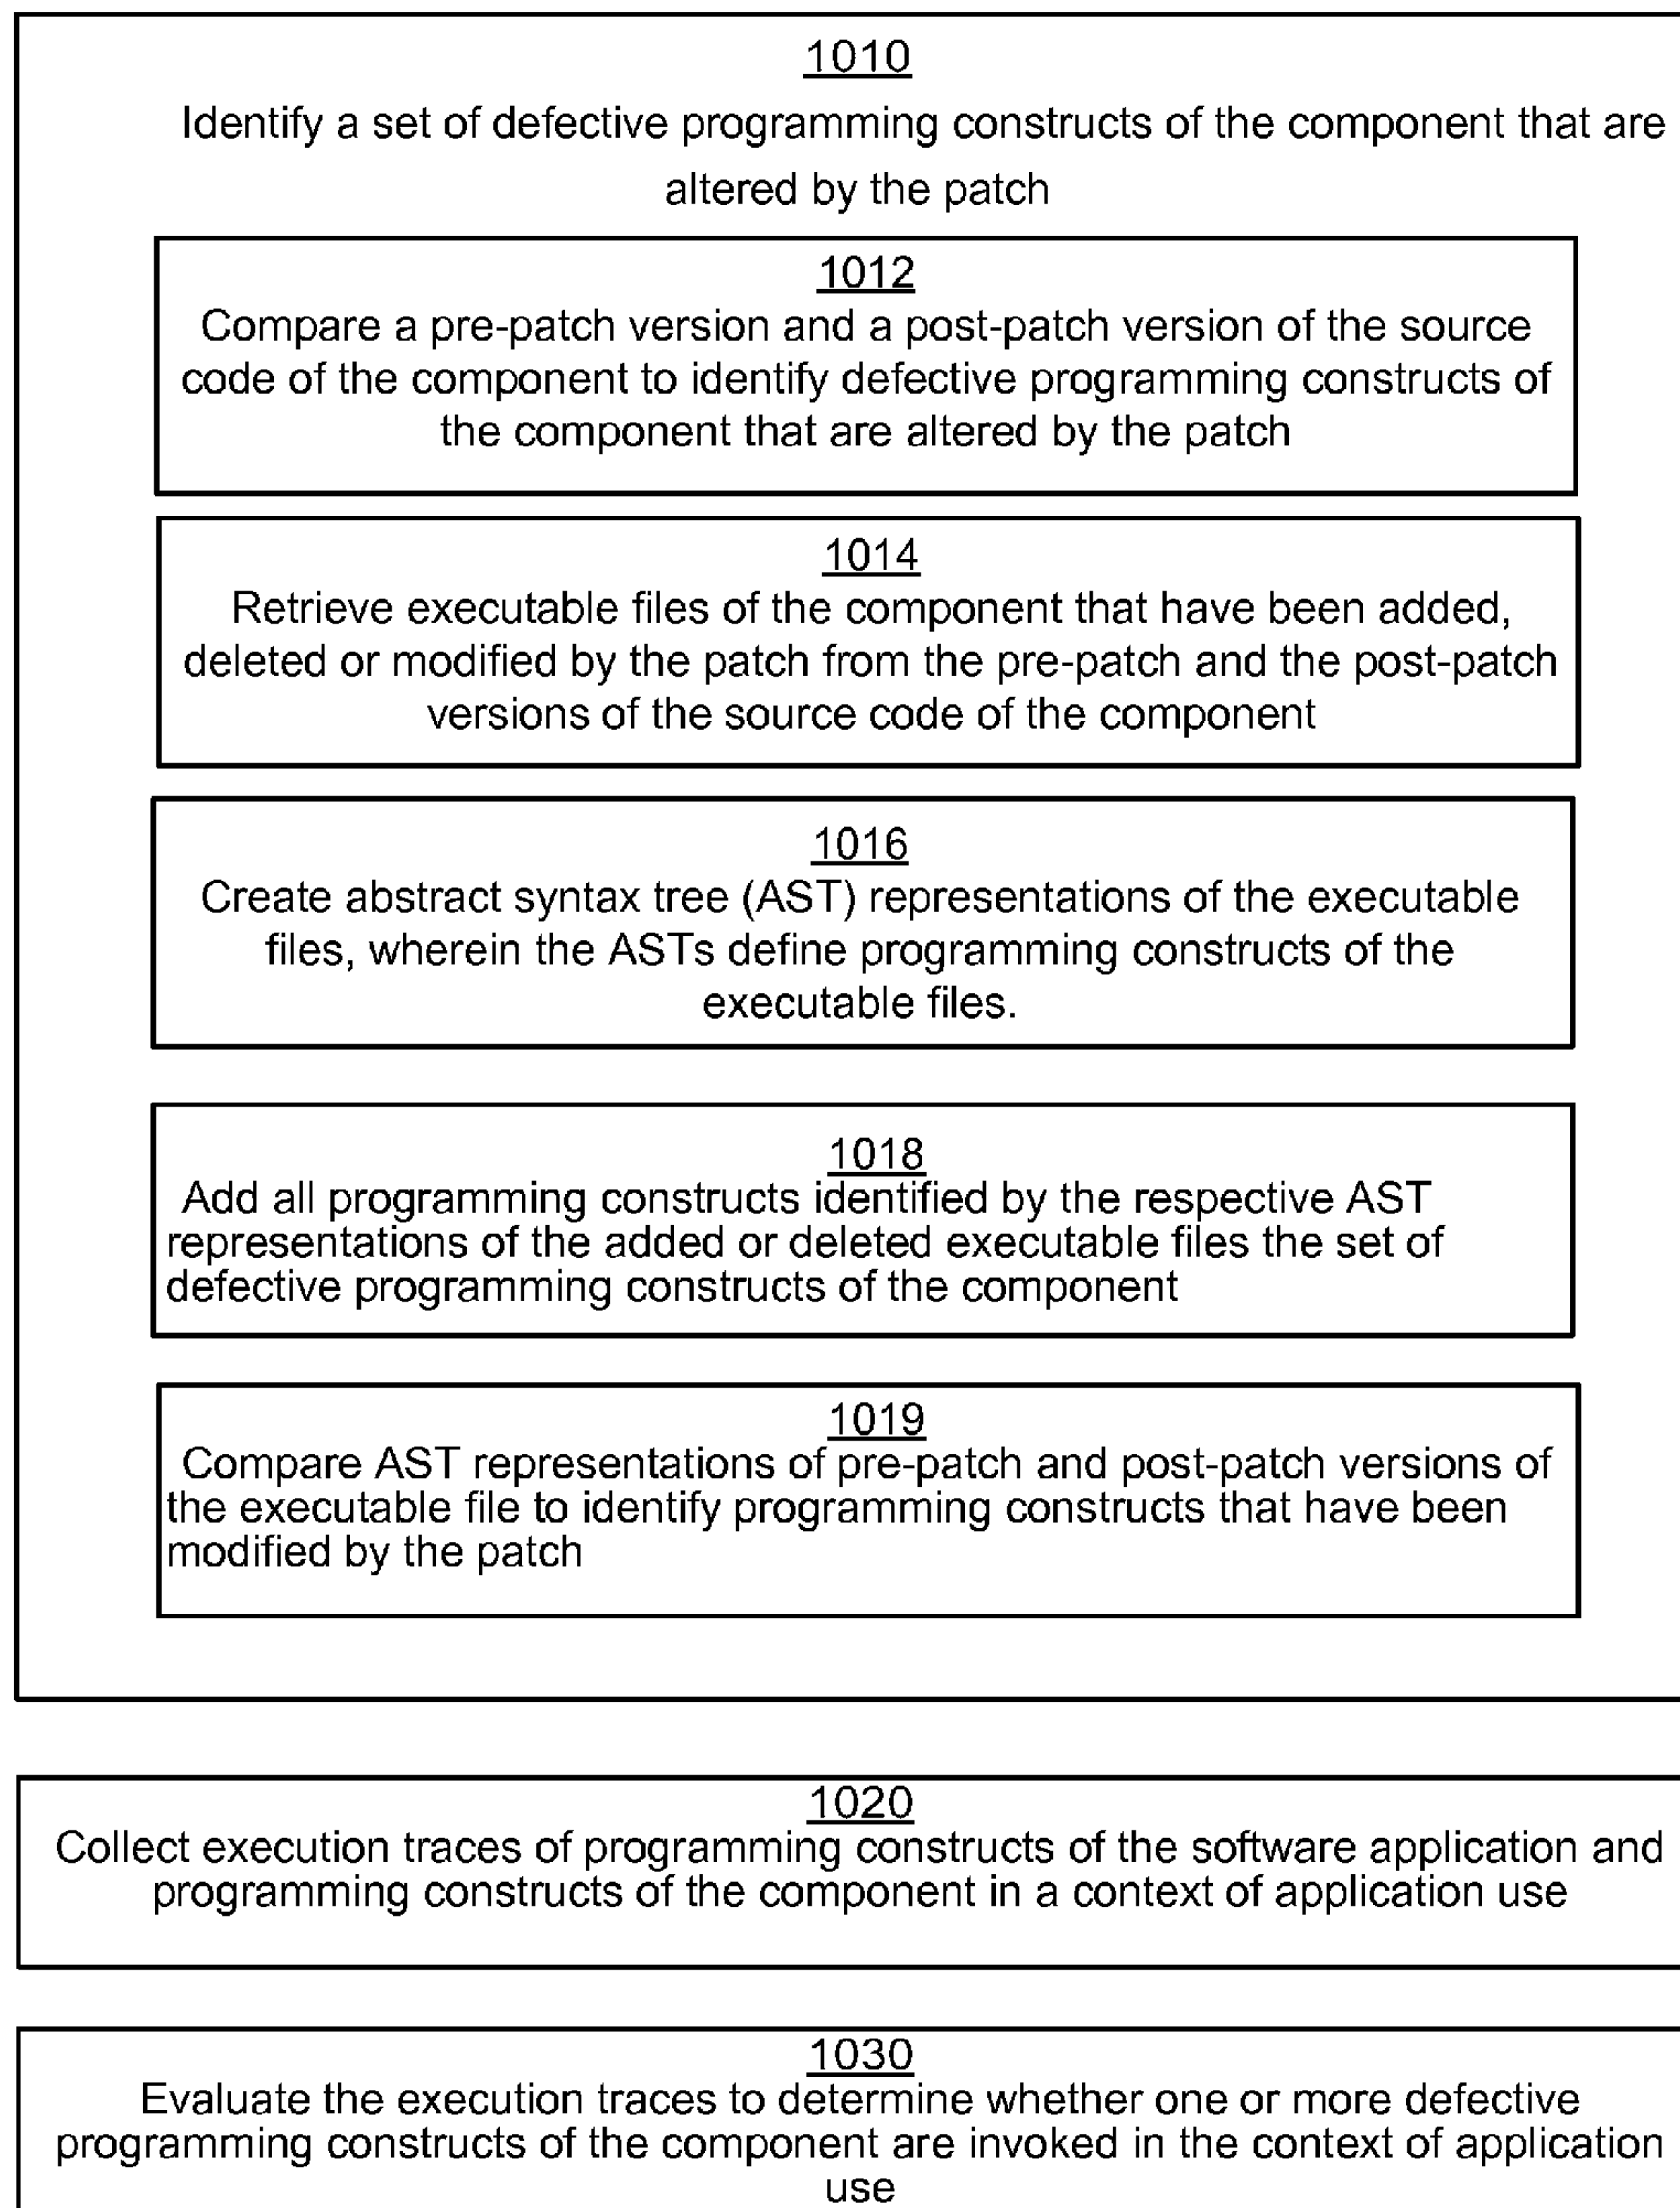 1010
Identify a set of defective programming constructs of the component that are
altered by the patch
1012
Compare a pre-patch version and a post-patch version of the source
code of the component to identify defective programming constructs of
the component that are altered by the patch
1014
Retrieve executable files of the component that have been added,
deleted or modified by the patch from the pre-patch and the post-patch
versions of the source code of the component
1016
Create abstract syntax tree (AST) representations of the executable
files, wherein the ASTs define programming constructs of the
executable files.
1018
Add all programming constructs identified by the respective AST
representations of the added or deleted executable files the set of
defective programming constructs of the component
1019
Compare AST representations of pre-patch and post-patch versions of
the executable file to identify programming constructs that have been
modified by the patch
1020
Collect execution traces of programming constructs of the software application and
programming constructs of the component in a context of application use
1030
Evaluate the execution traces to determine whether one or more defective
programming constructs of the component are invoked in the context of application
use